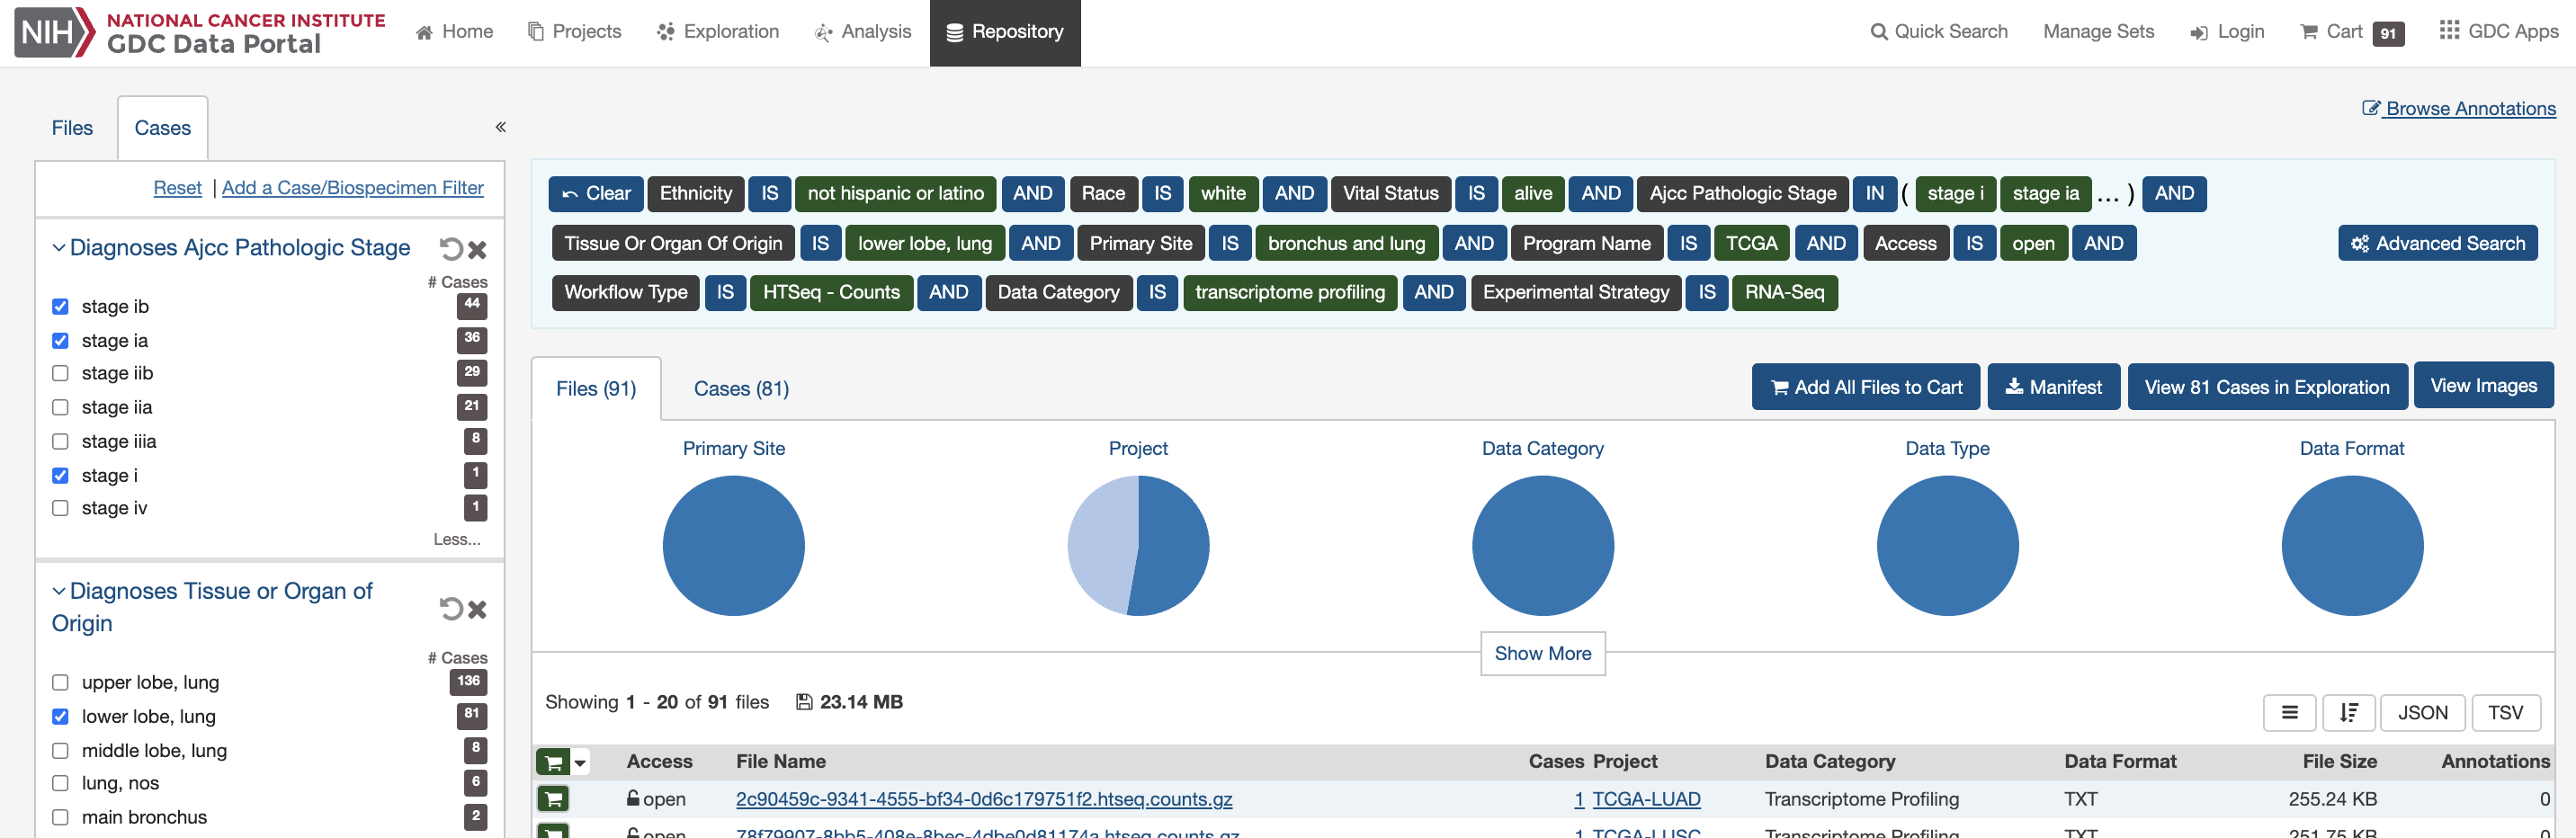 NIH NATIONAL CANCER INSTITUTE
GDC Data Portal
Home Projects Exploration Analysis Repository Quick Search Manage Sets Login Cart 91 GDC Apps
Browse Annotations
Files Cases «
Reset | Add a Case/Biospecimen Filter
Diagnoses Ajcc Pathologic Stage
# Cases
stage ib 44
stage ia 36
stage iib 29
stage iia 21
stage iiia 8
stage i 1
stage iv 1
Less...
Diagnoses Tissue or Organ of
Origin
# Cases
upper lobe, lung 136
lower lobe, lung 81
middle lobe, lung 8
lung, nos 6
main bronchus 2
Clear Ethnicity IS not hispanic or latino AND Race IS white AND Vital Status IS alive AND Ajcc Pathologic Stage IN ( stage i stage ia ... ) AND
Tissue Or Organ Of Origin IS lower lobe, lung AND Primary Site IS bronchus and lung AND Program Name IS TCGA AND Access IS open AND
Advanced Search
Workflow Type IS HTSeq - Counts AND Data Category IS transcriptome profiling AND Experimental Strategy IS RNA-Seq
Files (91) Cases (81)
Add All Files to Cart Manifest View 81 Cases in Exploration View Images
Primary Site Project Data Category Data Type Data Format
Show More
Showing 1 - 20 of 91 files 23.14 MB
JSON TSV
Access File Name Cases Project Data Category Data Format File Size Annotations
open 2c90459c-9341-4555-bf34-0d6c179751f2.htseq.counts.gz 1 TCGA-LUAD Transcriptome Profiling TXT 255.24 KB 0
open 78f79907-8bb5-408e-8bec-4dbe0d81174a.htseq.counts.gz 1 TCGA-LUSC Transcriptome Profiling TXT 251.75 KB 0